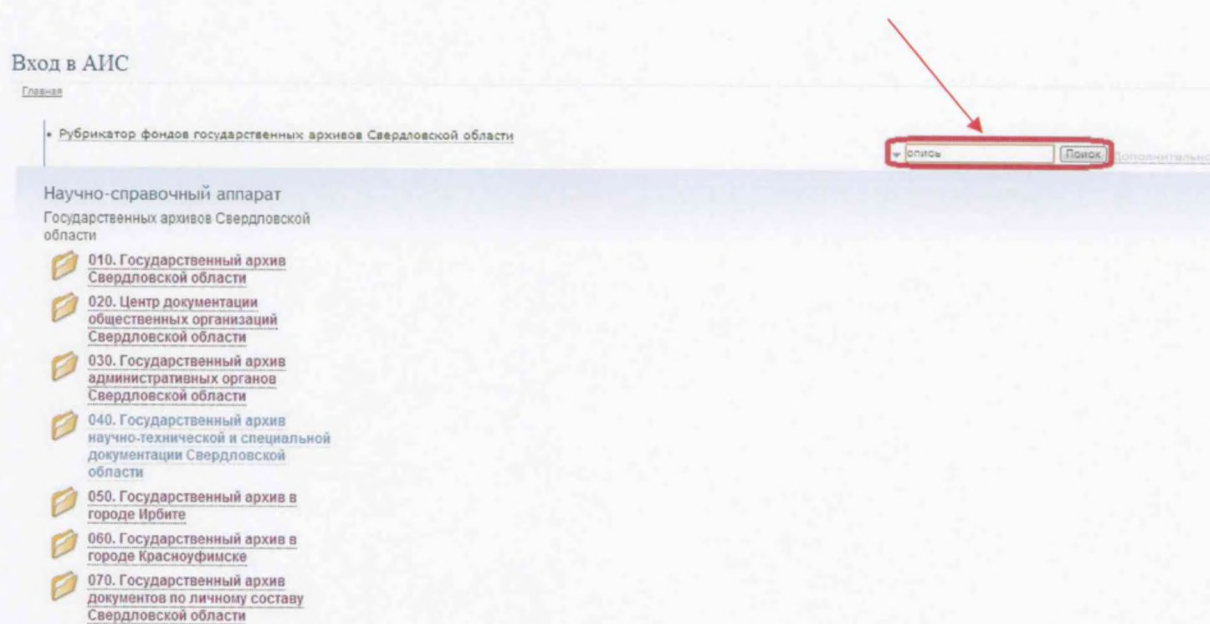 Вход в АИС
Главная
• Рубрикатор фондов государственных архивов Свердловской области
опись Поиск Дополнительно
Научно-справочный аппарат
Государственных архивов Свердловской
области
010. Государственный архив
Свердловской области
020. Центр документации
общественных организаций
Свердловской области
030. Государственный архив
административных органов
Свердловской области
040. Государственный архив
научно-технической и специальной
документации Свердловской
области
050. Государственный архив в
городе Ирбите
060. Государственный архив в
городе Красноуфимске
070. Государственный архив
документов по личному составу
Свердловской области